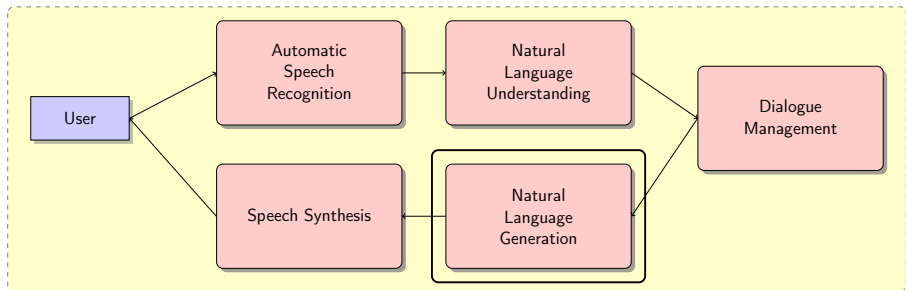 User
Automatic
Speech
Recognition
Natural
Language
Understanding
Dialogue
Management
Natural
Language
Generation
Speech Synthesis